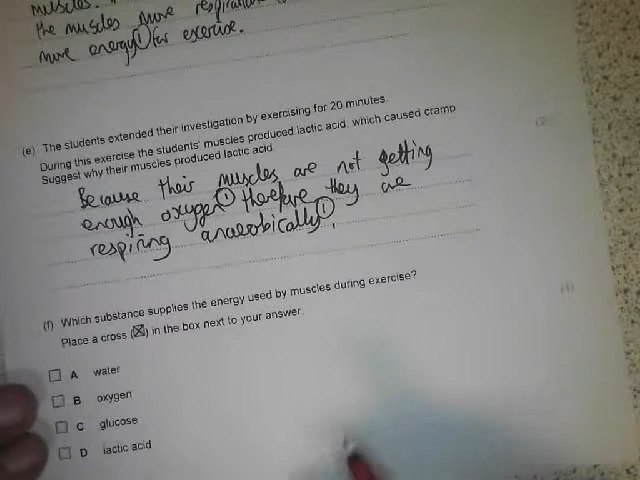 muscles.
the muscles more respiration
more energy ① for exercise.
(e) The students extended their investigation by exercising for 20 minutes.
During this exercise the students' muscles produced lactic acid, which caused cramp
Suggest why their muscles produced lactic acid.
(2)
Because their muscles are not getting
enough oxygen ① therefore they are
respiring anaerobically ①.
(f) Which substance supplies the energy used by muscles during exercise?
Place a cross (☒) in the box next to your answer.
(1)
A water
B oxygen
C glucose
D lactic acid